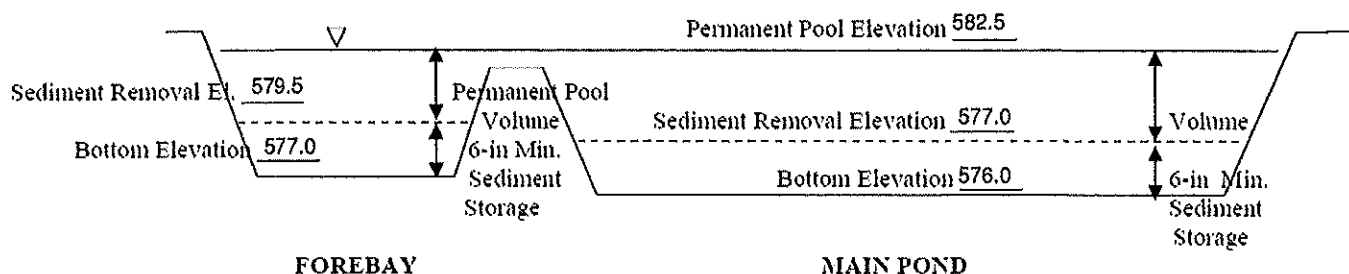 Permanent Pool Elevation 582.5
Sediment Removal El. 579.5
Permanent Pool
Volume
Sediment Removal Elevation 577.0
Volume
Bottom Elevation 577.0
6-in Min.
Sediment
Storage
Bottom Elevation 576.0
6-in Min.
Sediment
Storage
FOREBAY
MAIN POND